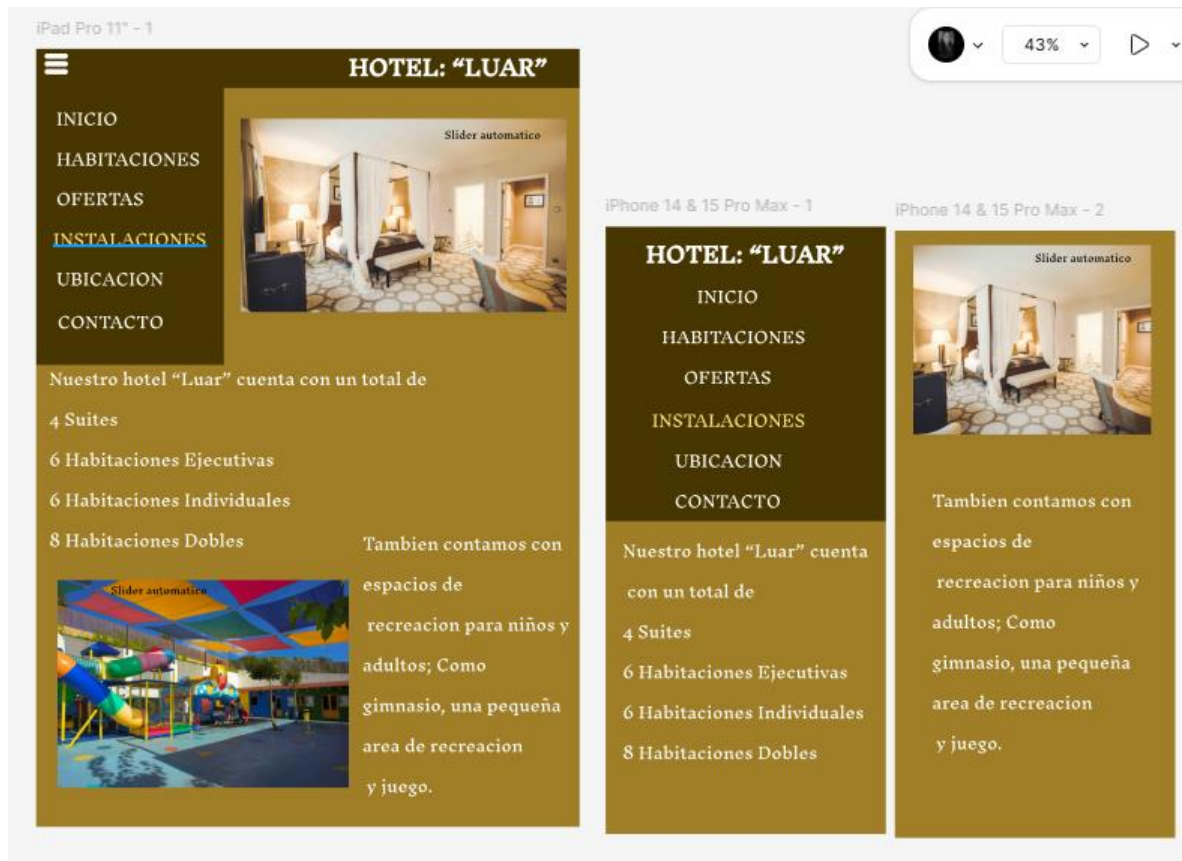 iPad Pro 11" - 1
43%
HOTEL: “LUAR”
INICIO
HABITACIONES
OFERTAS
INSTALACIONES
UBICACION
CONTACTO
Slider automatico
Nuestro hotel “Luar” cuenta con un total de
4 Suites
6 Habitaciones Ejecutivas
6 Habitaciones Individuales
8 Habitaciones Dobles
Slider automatico
Tambien contamos con
espacios de
recreacion para niños y
adultos; Como
gimnasio, una pequeña
area de recreacion
y juego.
iPhone 14 & 15 Pro Max - 1
HOTEL: “LUAR”
INICIO
HABITACIONES
OFERTAS
INSTALACIONES
UBICACION
CONTACTO
Nuestro hotel “Luar” cuenta
con un total de
4 Suites
6 Habitaciones Ejecutivas
6 Habitaciones Individuales
8 Habitaciones Dobles
iPhone 14 & 15 Pro Max - 2
Slider automatico
Tambien contamos con
espacios de
recreacion para niños y
adultos; Como
gimnasio, una pequeña
area de recreacion
y juego.